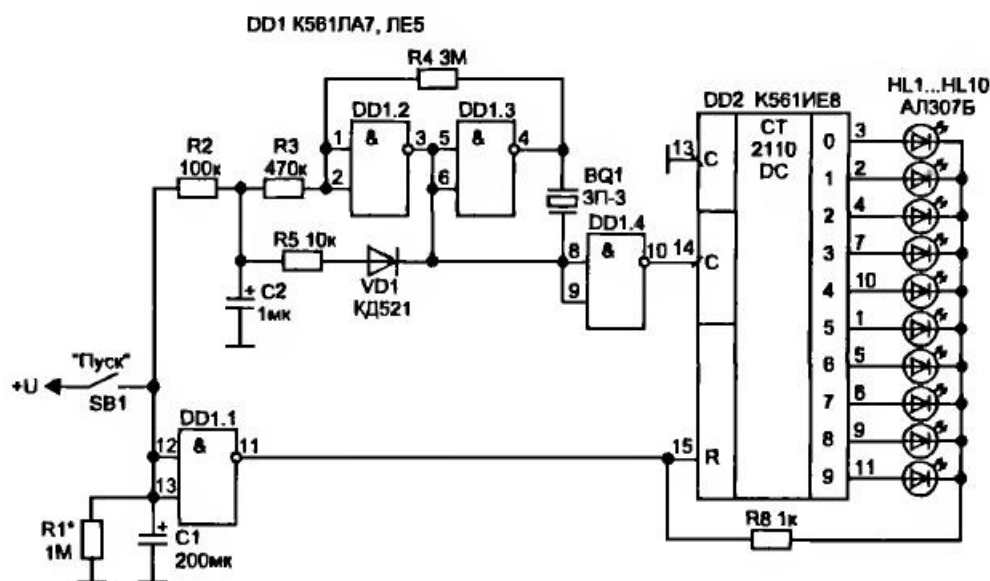 DD1 К561ЛА7, ЛЕ5
R4 3М
DD1.2
DD1.3
DD2 К561ИЕ8
HL1...HL10
АЛ307Б
R2
100к
R3
470к
1
2
&
3
5
6
&
4
BQ1
ЗП-3
DD1.4
8
9
&
10
R5 10к
VD1
КД521
+ C2
1мк
13
C
14
C
15
R
CT
2110
DC
0
3
1
2
2
4
3
7
4
10
5
1
6
5
7
6
8
9
9
11
"Пуск"
+U
SB1
DD1.1
12
13
&
11
R1*
1М
+
C1
200мк
R8 1к